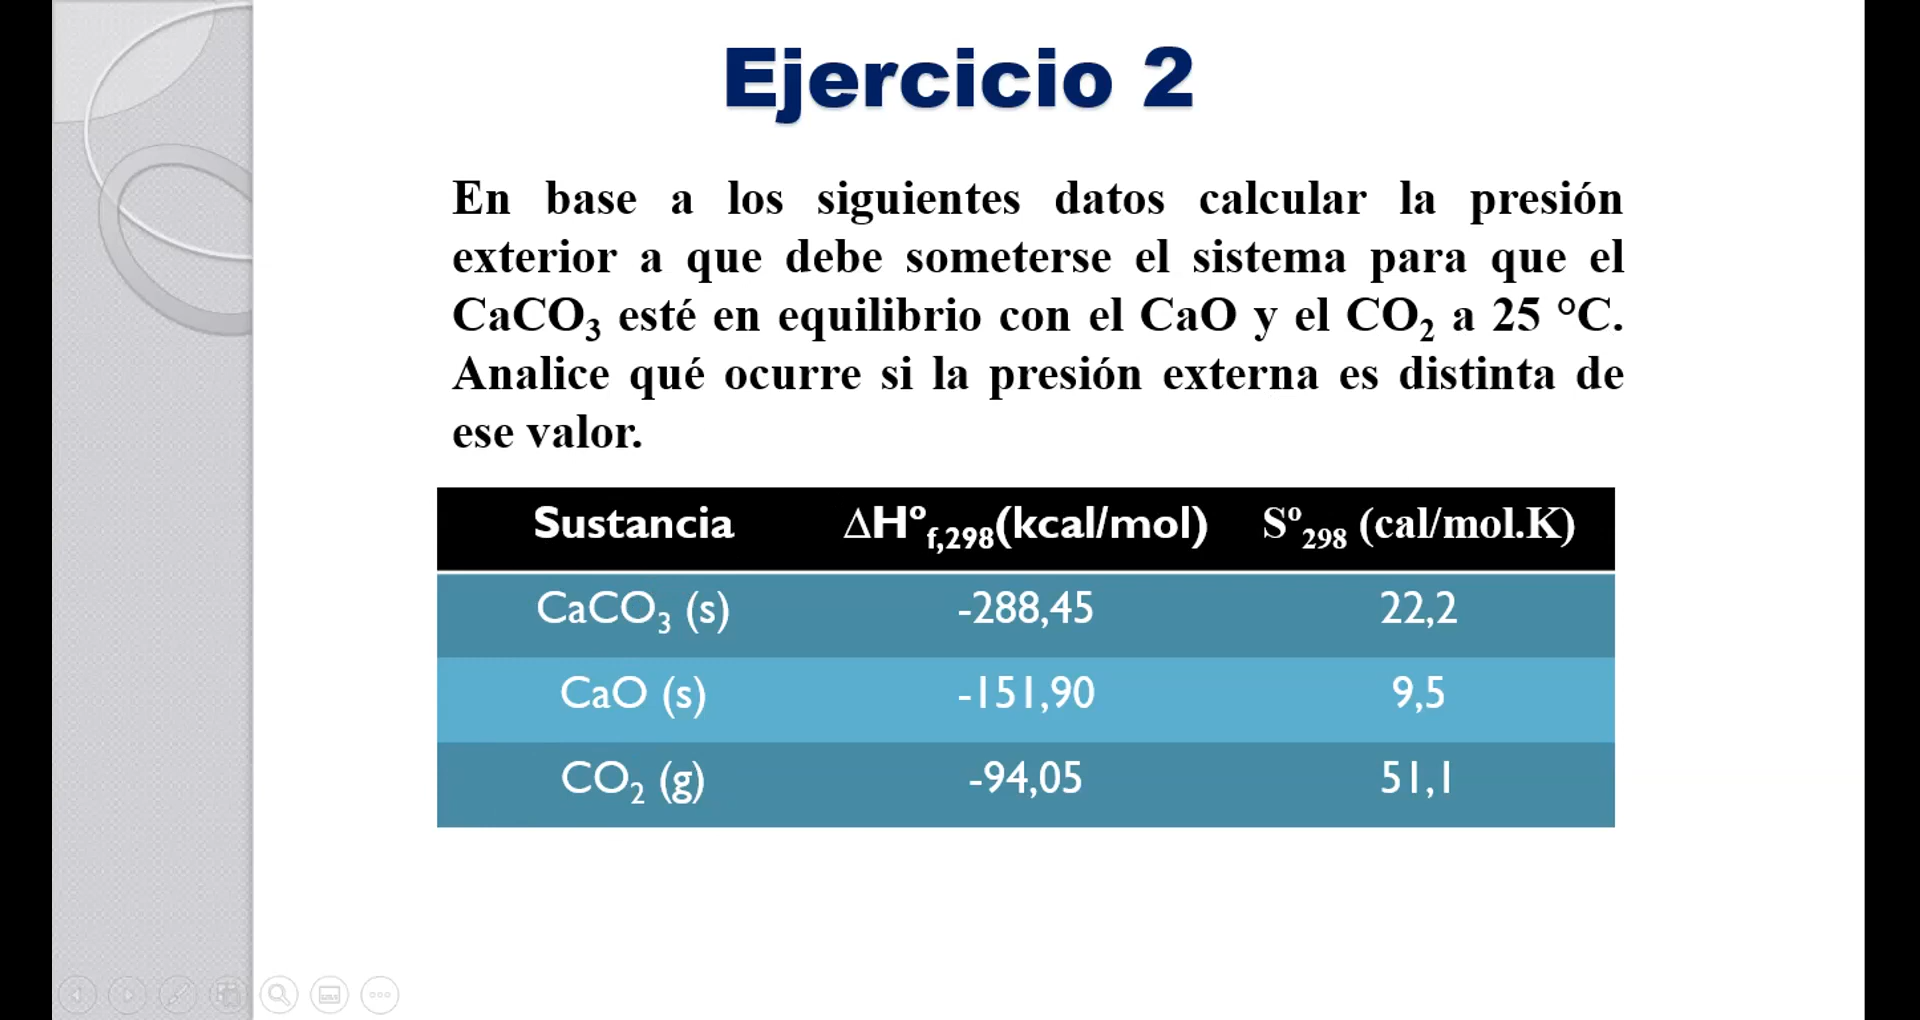 Ejercicio 2
En base a los siguientes datos calcular la presión
exterior a que debe someterse el sistema para que el
CaCO₃ esté en equilibrio con el CaO y el CO₂ a 25 °C.
Analice qué ocurre si la presión externa es distinta de
ese valor.
Sustancia ΔHº f,298(kcal/mol) Sº298 (cal/mol.K)
CaCO₃ (s) -288,45 22,2
CaO (s) -151,90 9,5
CO₂ (g) -94,05 51,1